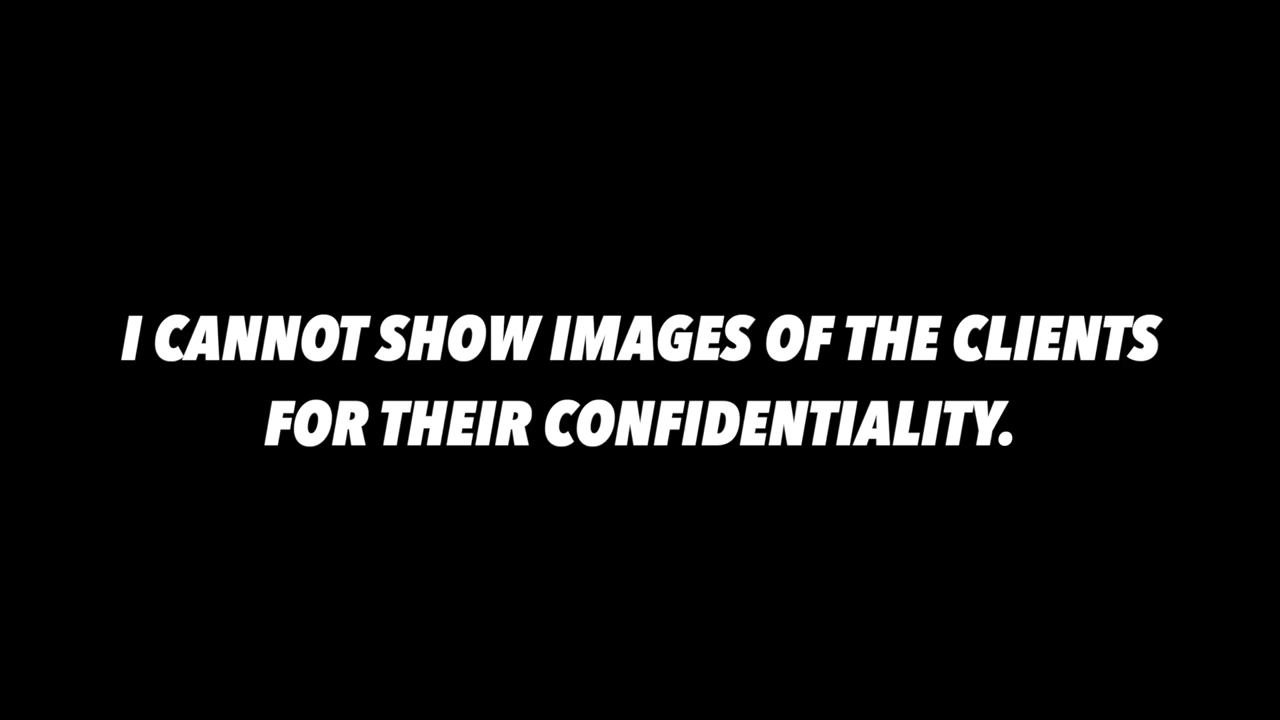 I CANNOT SHOW IMAGES OF THE CLIENTS
FOR THEIR CONFIDENTIALITY.